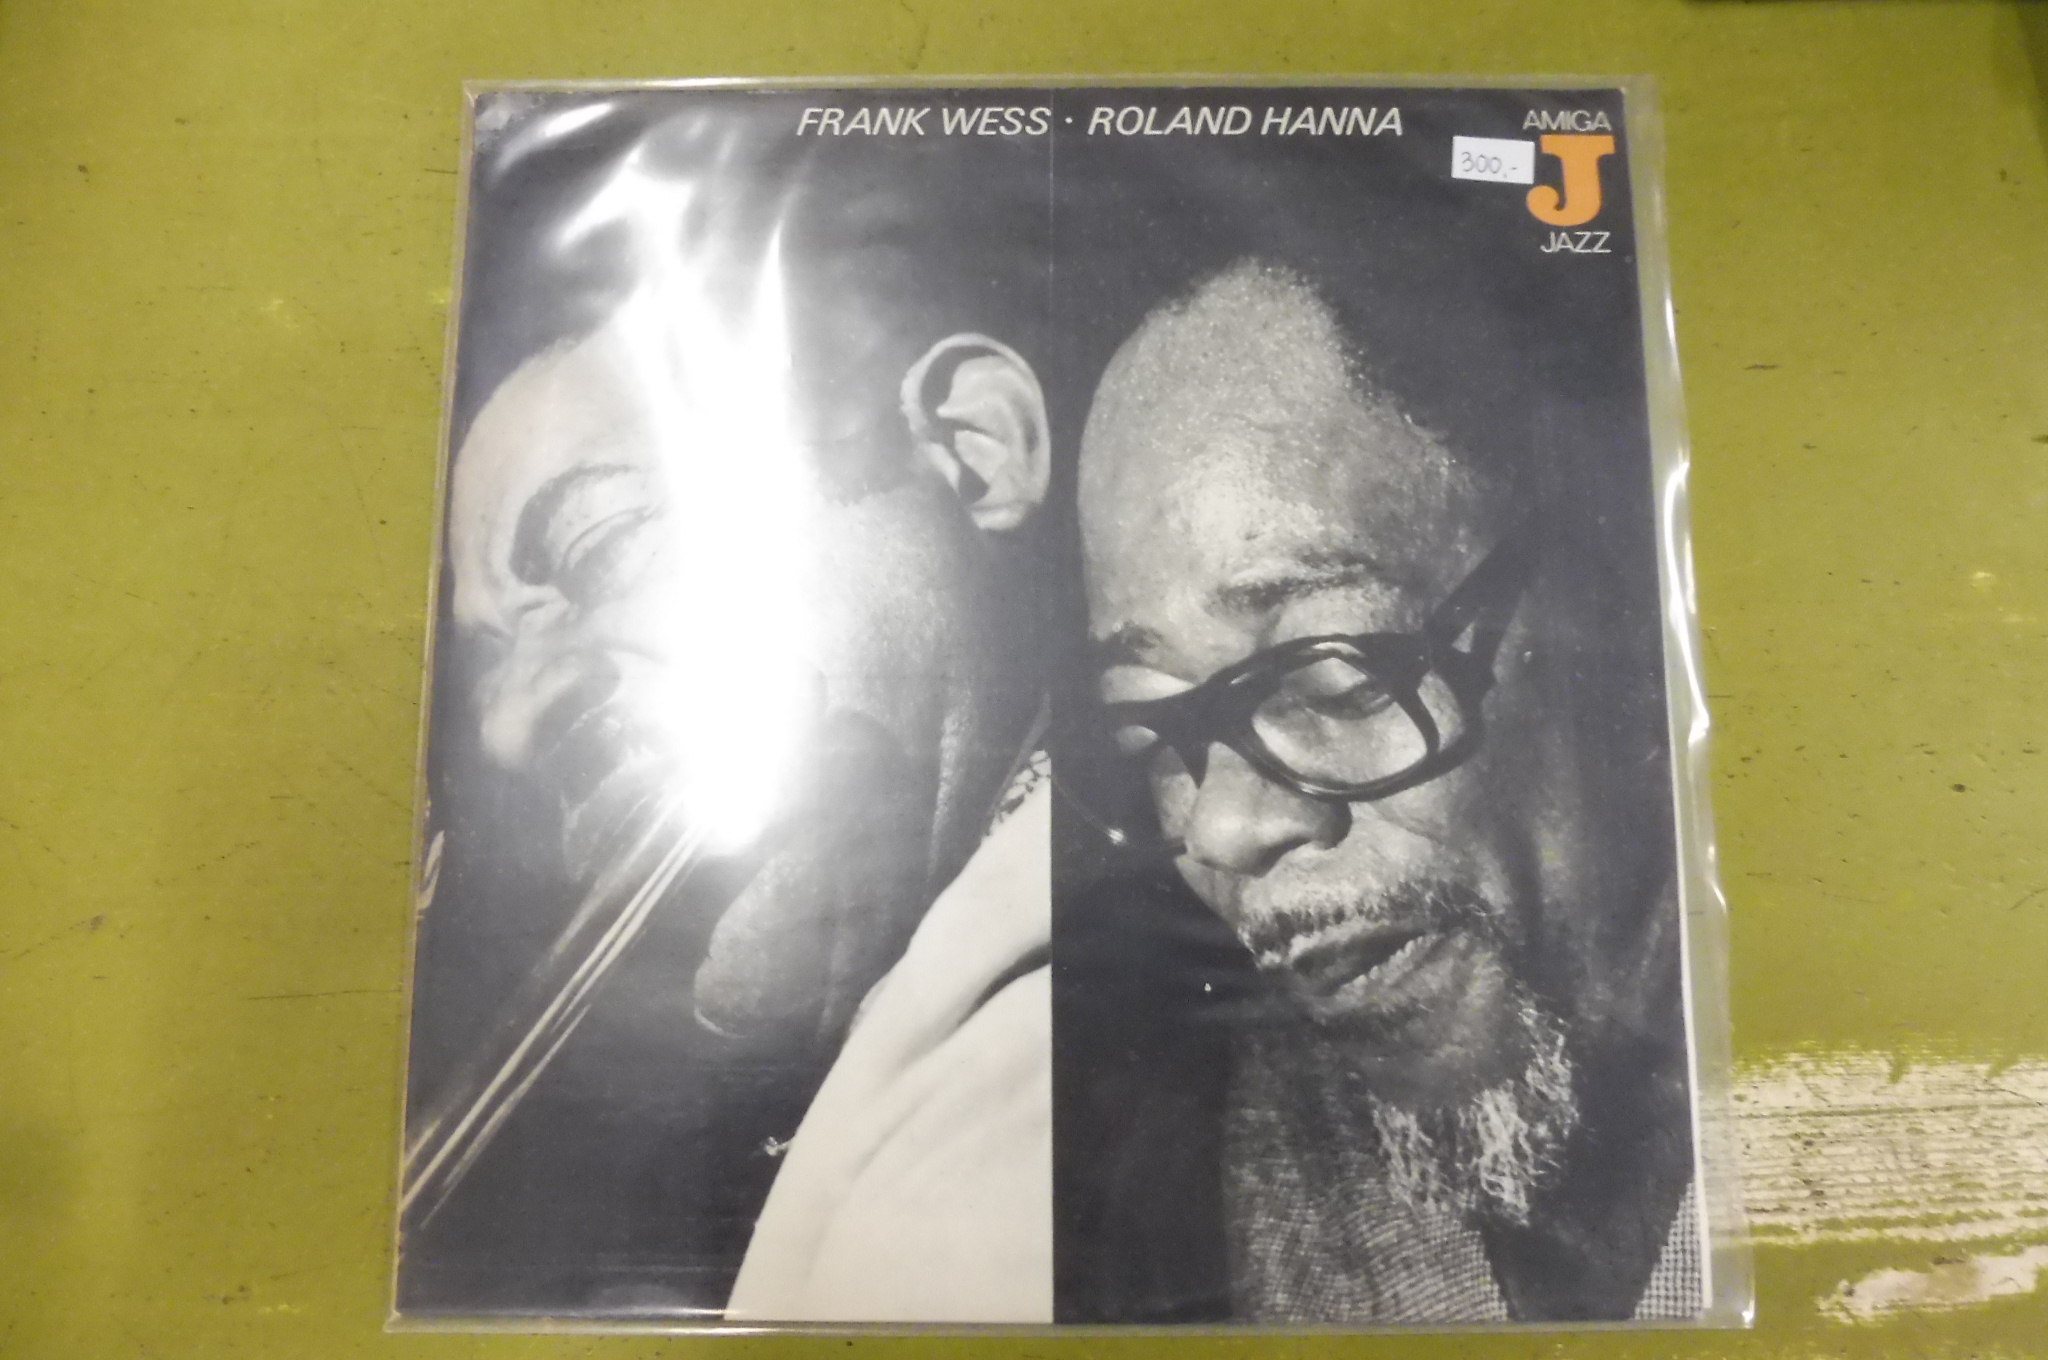 FRANK WESS · ROLAND HANNA
AMIGA
300,-
J
JAZZ